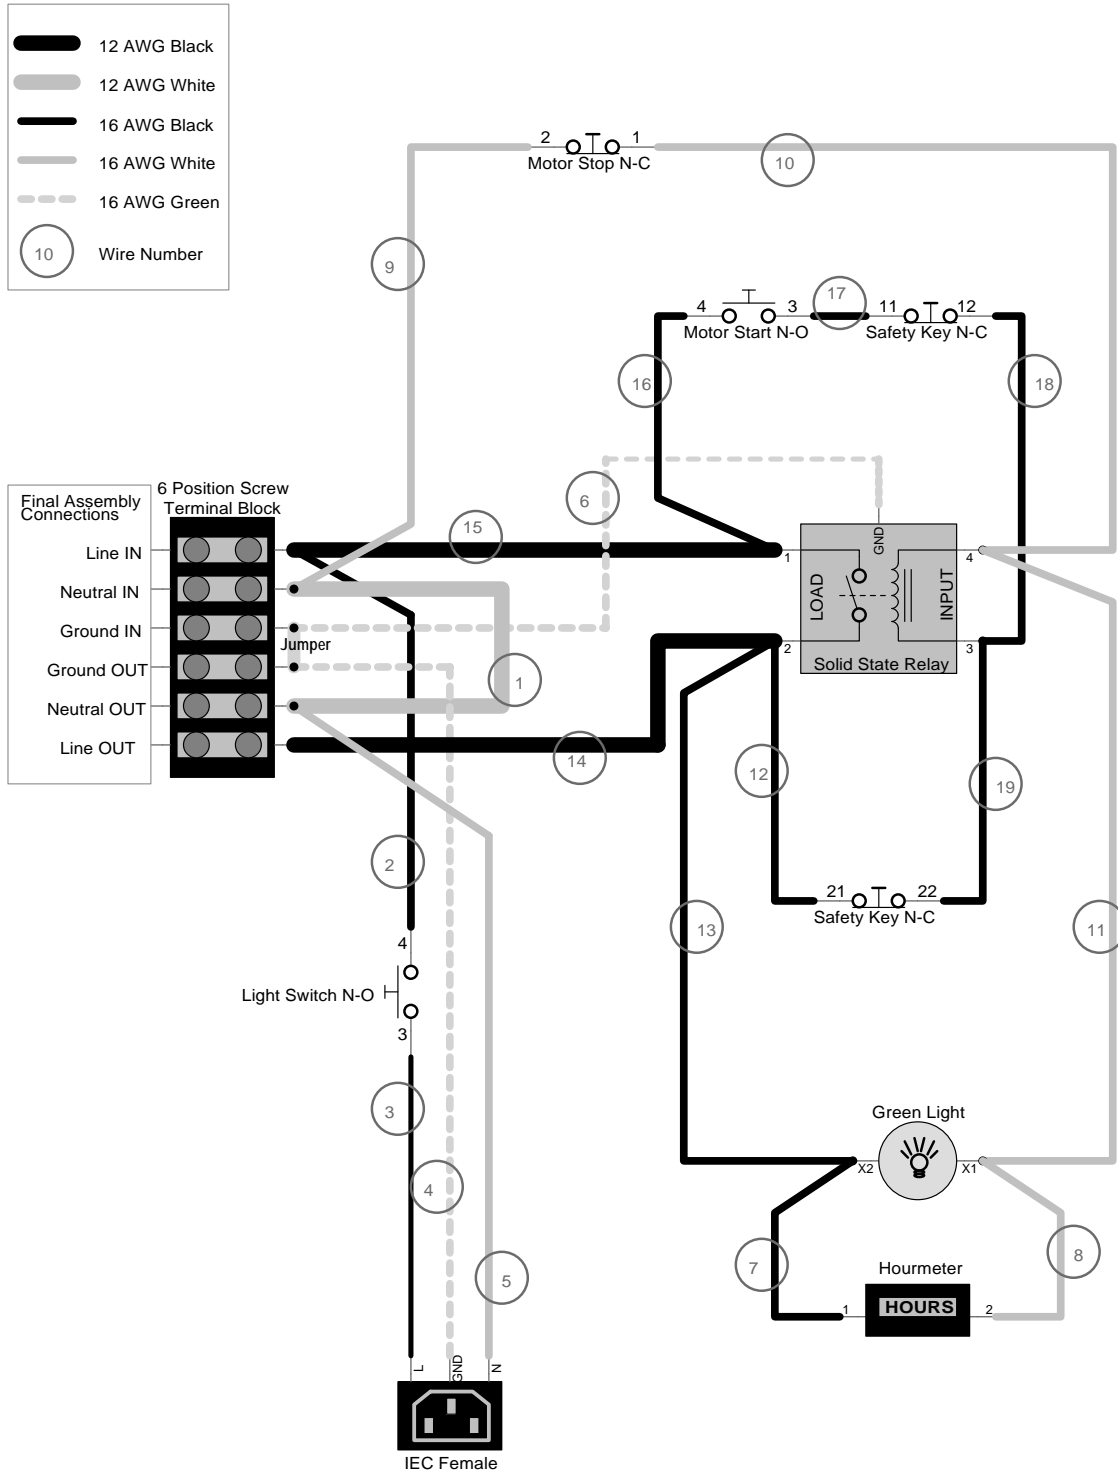 12 AWG Black
12 AWG White
16 AWG Black
16 AWG White
16 AWG Green
10 Wire Number
2 1
Motor Stop N-C
10
9
4 3 17 11 12
Motor Start N-O Safety Key N-C
16 18
6 Position Screw
Terminal Block
Final Assembly
Connections
6
15
GND
Line IN 1 4
Neutral IN
LOAD INPUT
Ground IN
Jumper
2 3
Ground OUT Solid State Relay
1
Neutral OUT
Line OUT
14 12 19
2
21 22
Safety Key N-C
13 11
4
Light Switch N-O
3
3
Green Light
X2 X1
4
5 7 8
Hourmeter
1 HOURS 2
L GND N
IEC Female